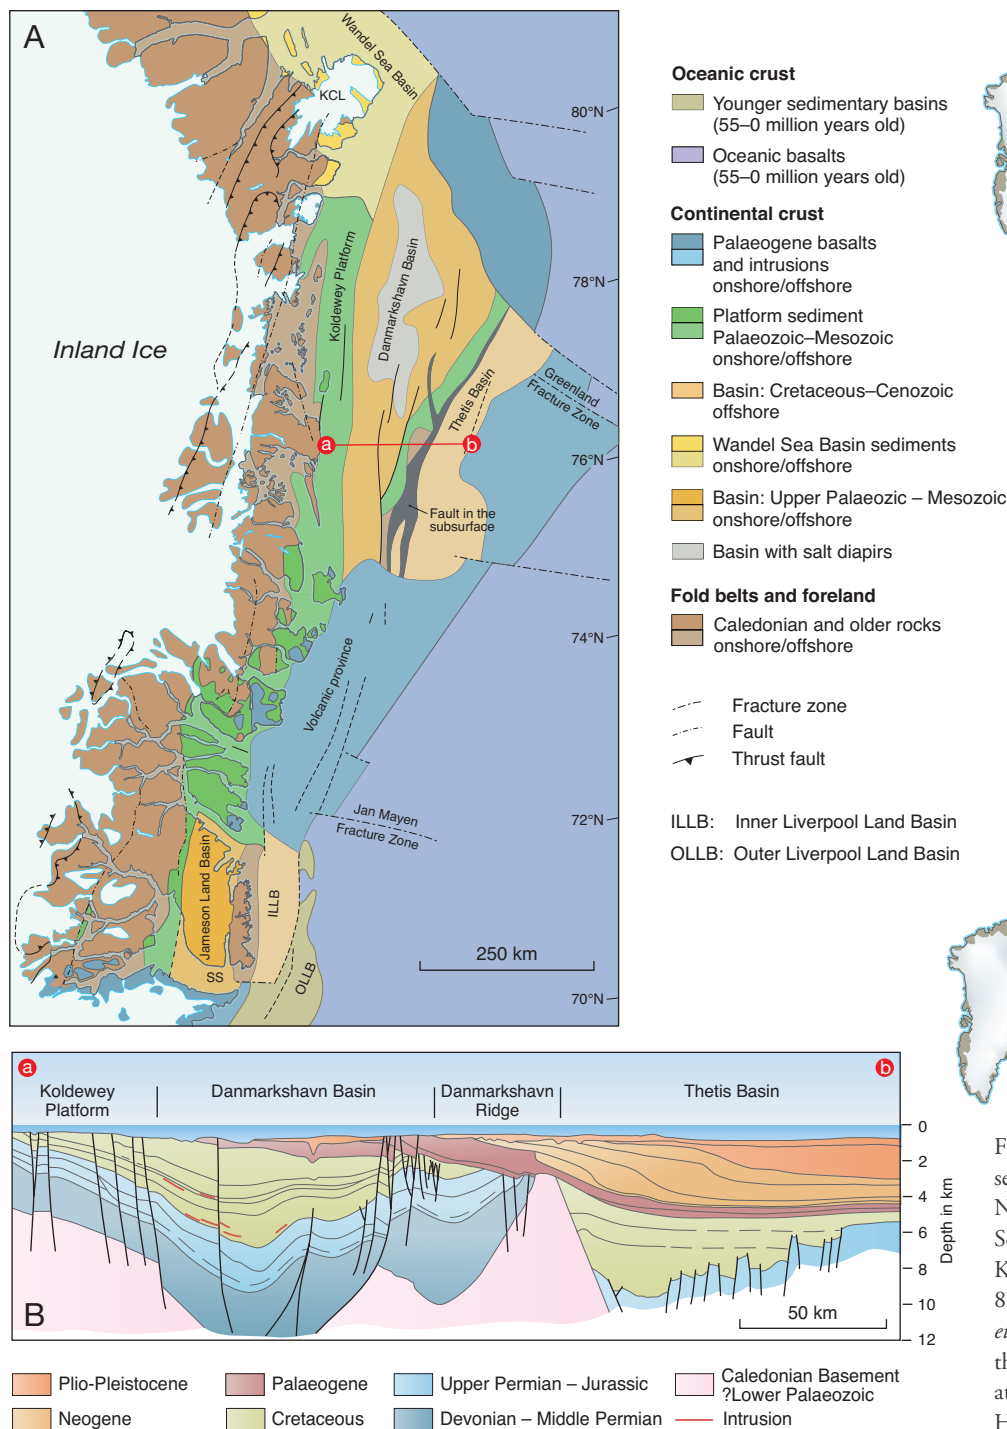 A
Wandel Sea Basin
KCL
80°N
78°N
76°N
74°N
72°N
70°N
Inland Ice
Koldewey Platform
Danmarkshavn Basin
Thetis Basin
Greenland
Fracture Zone
a
b
Fault in the
subsurface
Volcanic province
Jan Mayen
Fracture Zone
Jameson Land Basin
ILLB
SS
OLLB
250 km
Oceanic crust
Younger sedimentary basins
(55–0 million years old)
Oceanic basalts
(55–0 million years old)
Continental crust
Palaeogene basalts
and intrusions
onshore/offshore
Platform sediment
Palaeozoic–Mesozoic
onshore/offshore
Basin: Cretaceous–Cenozoic
offshore
Wandel Sea Basin sediments
onshore/offshore
Basin: Upper Palaeozic – Mesozoic
onshore/offshore
Basin with salt diapirs
Fold belts and foreland
Caledonian and older rocks
onshore/offshore
Fracture zone
Fault
Thrust fault
ILLB: Inner Liverpool Land Basin
OLLB: Outer Liverpool Land Basin
a
b
Koldewey
Platform
Danmarkshavn Basin
Danmarkshavn
Ridge
Thetis Basin
0
2
4
6
8
10
12
Depth in km
B
50 km
Plio-Pleistocene
Neogene
Palaeogene
Cretaceous
Upper Permian – Jurassic
Devonian – Middle Permian
Caledonian Basement
?Lower Palaeozoic
Intrusion